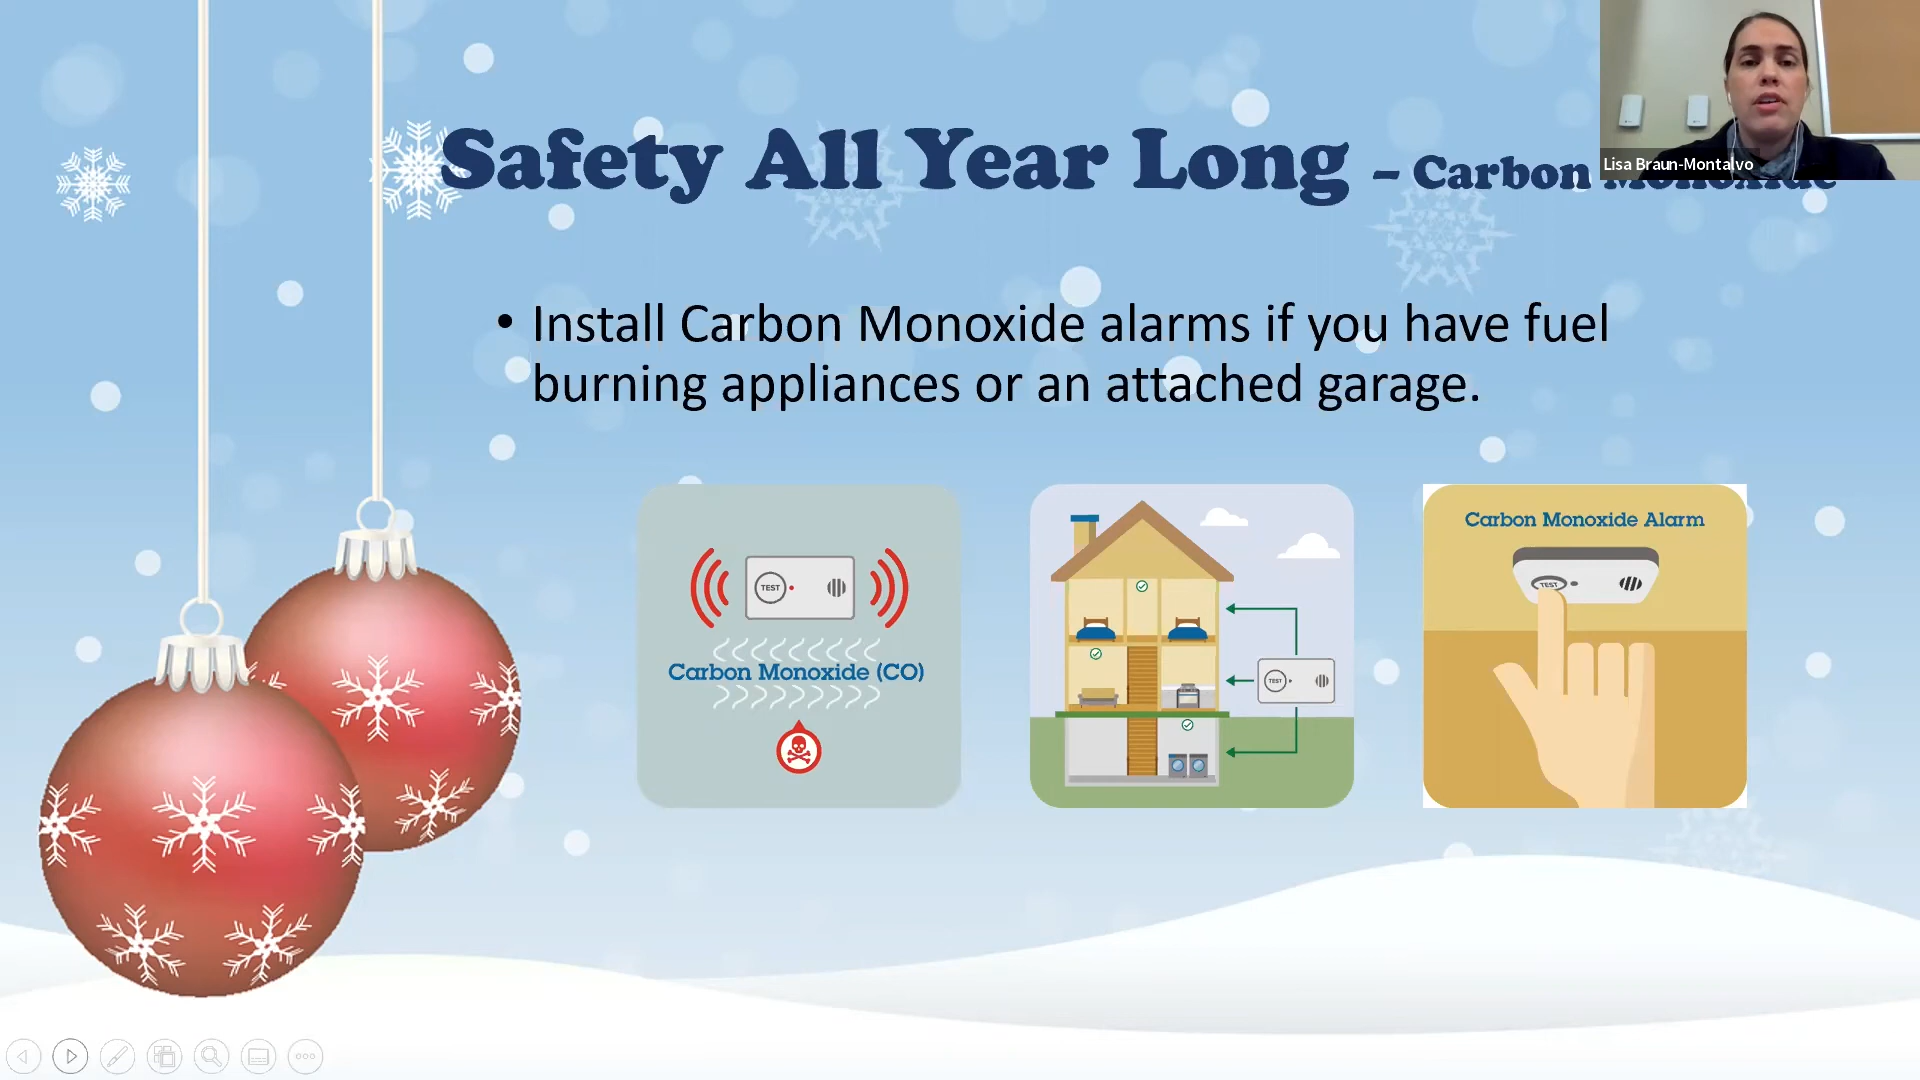 Safety All Year Long – Carbon Monoxide
Lisa Braun-Montalvo
• Install Carbon Monoxide alarms if you have fuel
burning appliances or an attached garage.
TEST
Carbon Monoxide (CO)
TEST
Carbon Monoxide Alarm
TEST